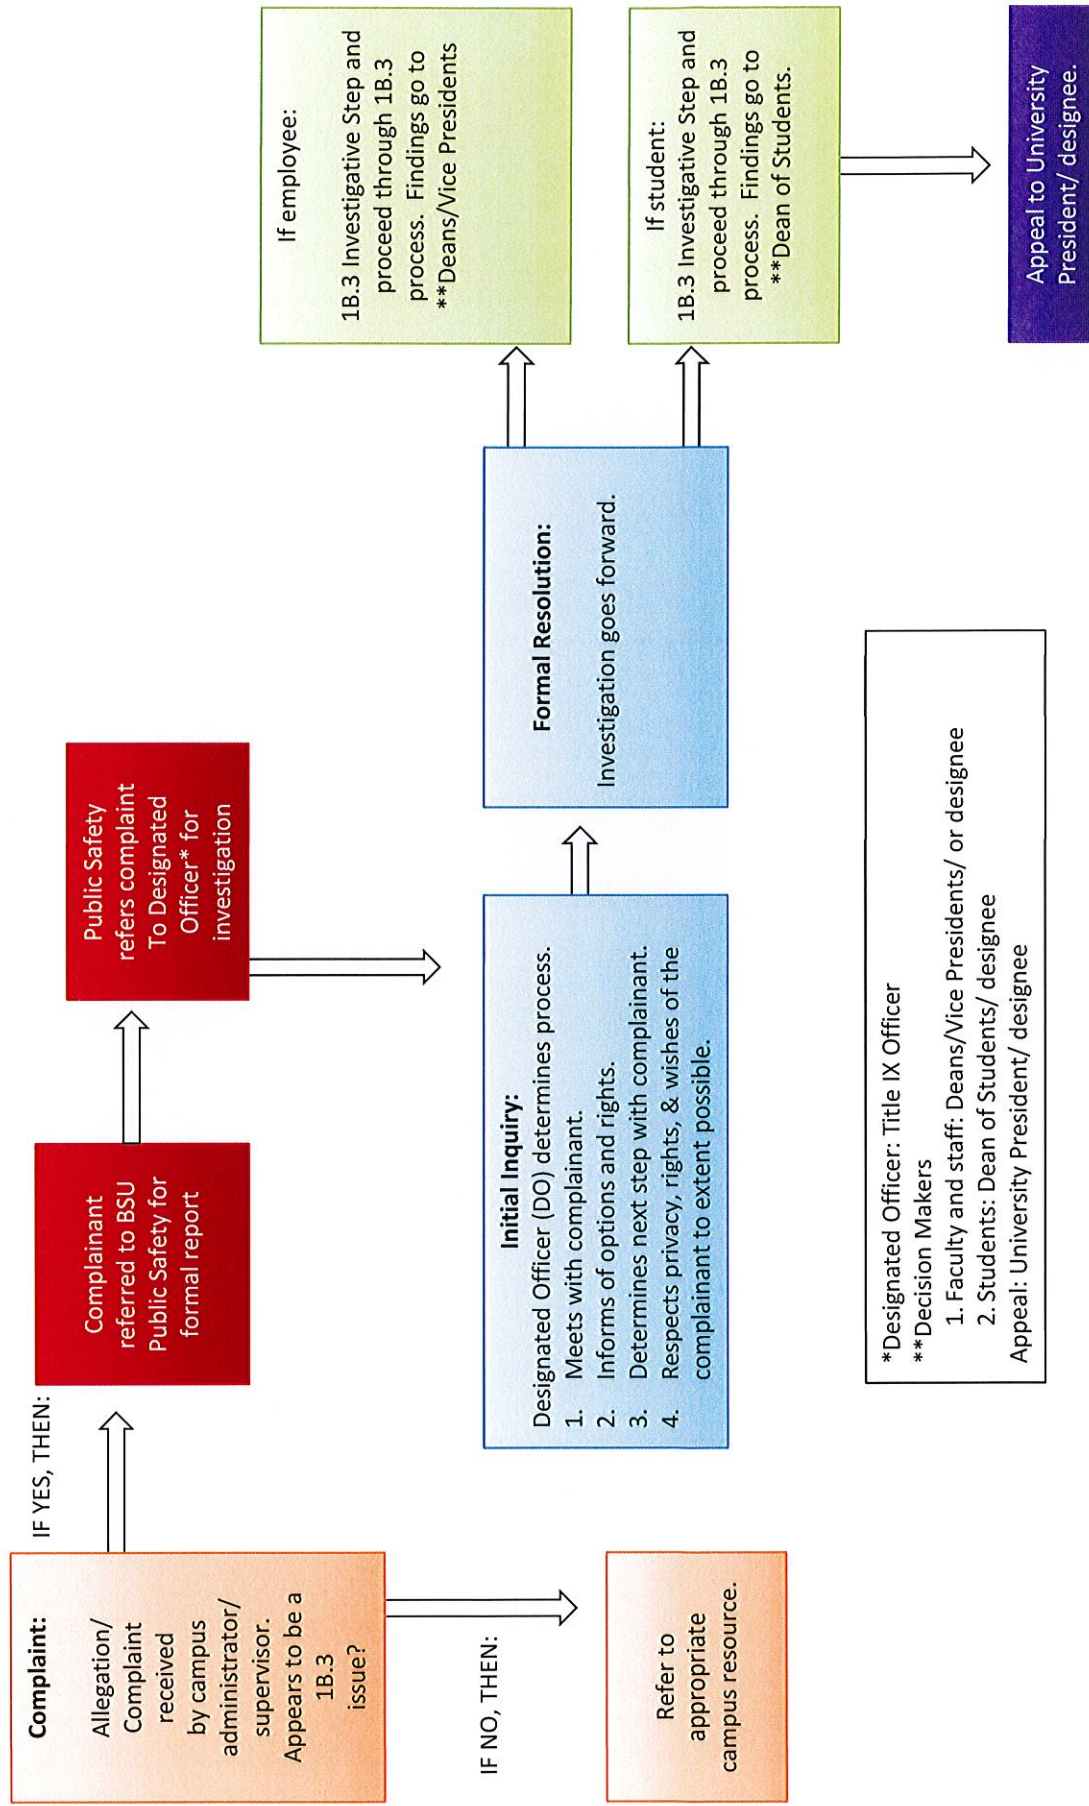 Complaint:
Allegation/
Complaint
received
by campus
administrator/
supervisor.
Appears to be a
1B.3
issue?
IF YES, THEN:
Complainant
referred to BSU
Public Safety for
formal report
Public Safety
refers complaint
To Designated
Officer* for
investigation
IF NO, THEN:
Refer to
appropriate
campus resource.
Initial Inquiry:
Designated Officer (DO) determines process.
1. Meets with complainant.
2. Informs of options and rights.
3. Determines next step with complainant.
4. Respects privacy, rights, & wishes of the
complainant to extent possible.
Formal Resolution:
Investigation goes forward.
If employee:
1B.3 Investigative Step and
proceed through 1B.3
process. Findings go to
**Deans/Vice Presidents
If student:
1B.3 Investigative Step and
proceed through 1B.3
process. Findings go to
**Dean of Students.
Appeal to University
President/ designee.
*Designated Officer: Title IX Officer
**Decision Makers
1. Faculty and staff: Deans/Vice Presidents/ or designee
2. Students: Dean of Students/ designee
Appeal: University President/ designee